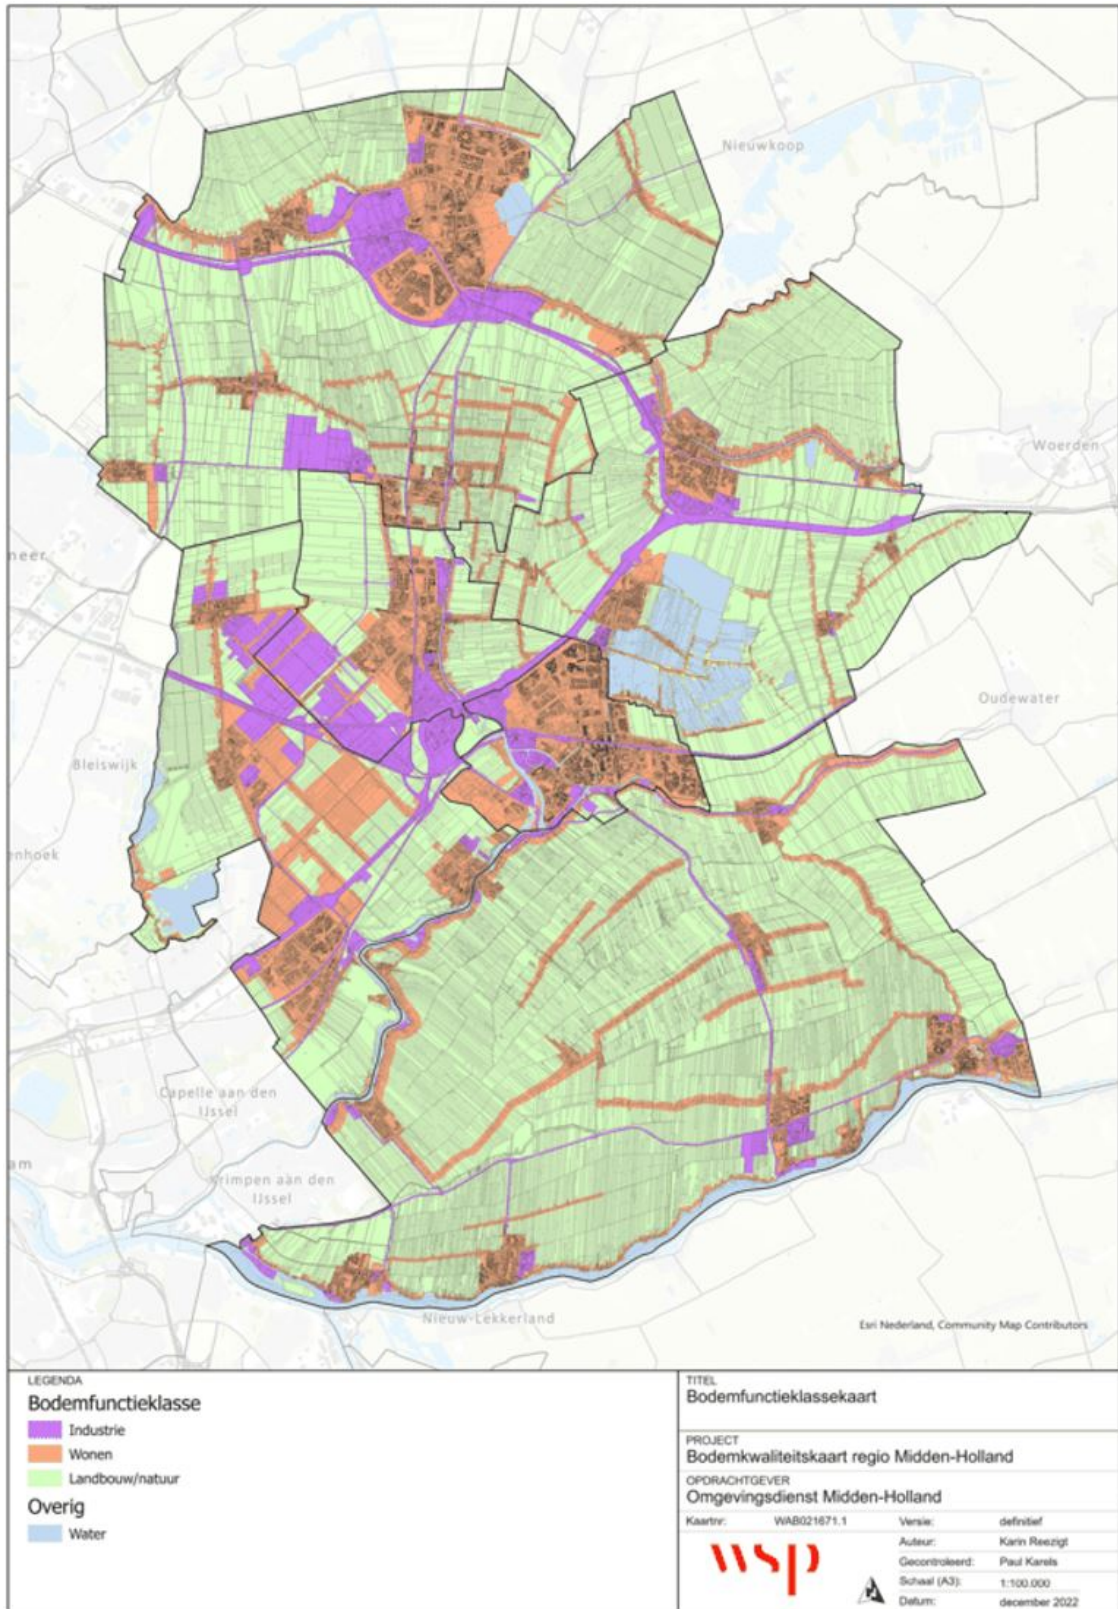 Nieuwkoop
Woerden
neer
Oudewater
Bleiswijk
enhoek
Capelle aan den
IJssel
am
Krimpen aan den
IJssel
Nieuw-Lekkerland
Esri Nederland, Community Map Contributors
LEGENDA
Bodemfunctieklasse
Industrie
Wonen
Landbouw/natuur
Overig
Water
TITEL
Bodemfunctieklassekaart
PROJECT
Bodemkwaliteitskaart regio Midden-Holland
OPDRACHTGEVER
Omgevingsdienst Midden-Holland
Kaartnr: WAB021671.1 Versie: definitief
Auteur: Karin Reezigt
Gecontroleerd: Paul Karels
Schaal (A3): 1:100.000
Datum: december 2022
wsp